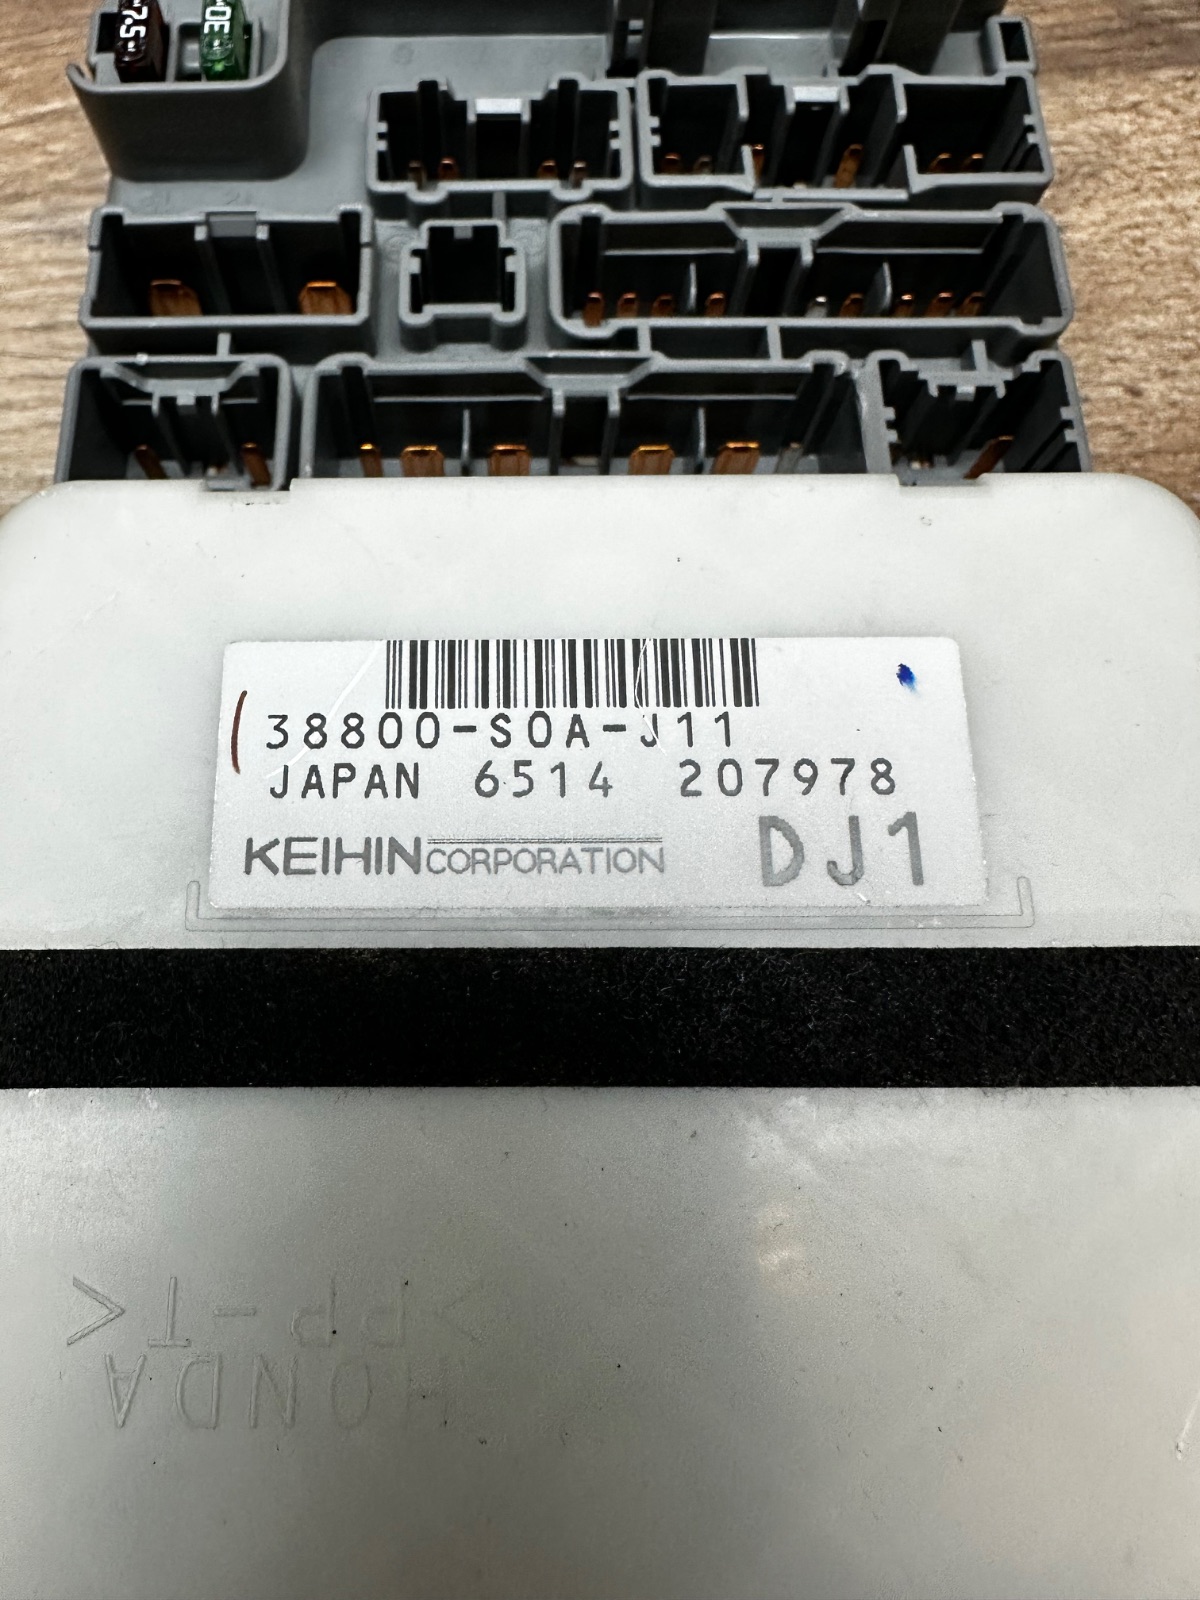 7.5
30
38800-S0A-J11
JAPAN 6514 207978
KEIHIN CORPORATION DJ1
>PP-T<
HONDA